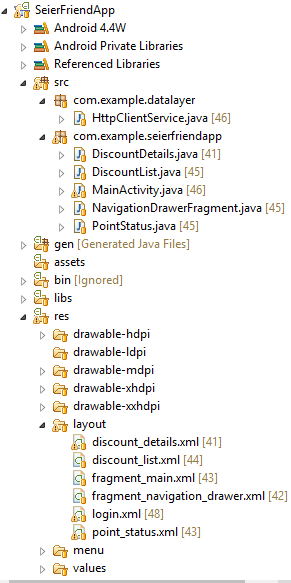 SeierFriendApp
Android 4.4W
Android Private Libraries
Referenced Libraries
src
com.example.datalayer
HttpClientService.java [46]
com.example.seierfriendapp
DiscountDetails.java [41]
DiscountList.java [45]
MainActivity.java [46]
NavigationDrawerFragment.java [45]
PointStatus.java [45]
gen [Generated Java Files]
assets
bin [Ignored]
libs
res
drawable-hdpi
drawable-ldpi
drawable-mdpi
drawable-xhdpi
drawable-xxhdpi
layout
discount_details.xml [41]
discount_list.xml [44]
fragment_main.xml [43]
fragment_navigation_drawer.xml [42]
login.xml [48]
point_status.xml [43]
menu
values